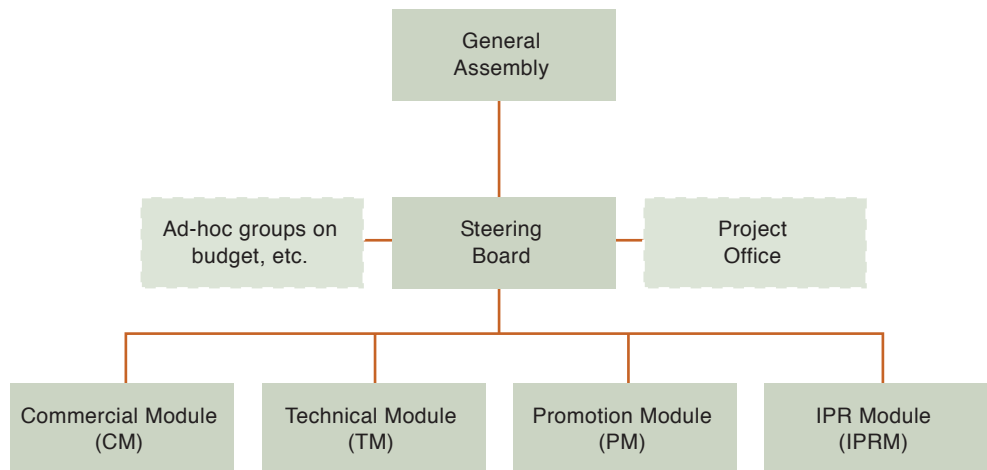 General
Assembly
Ad-hoc groups on
budget, etc.
Steering
Board
Project
Office
Commercial Module
(CM)
Technical Module
(TM)
Promotion Module
(PM)
IPR Module
(IPRM)